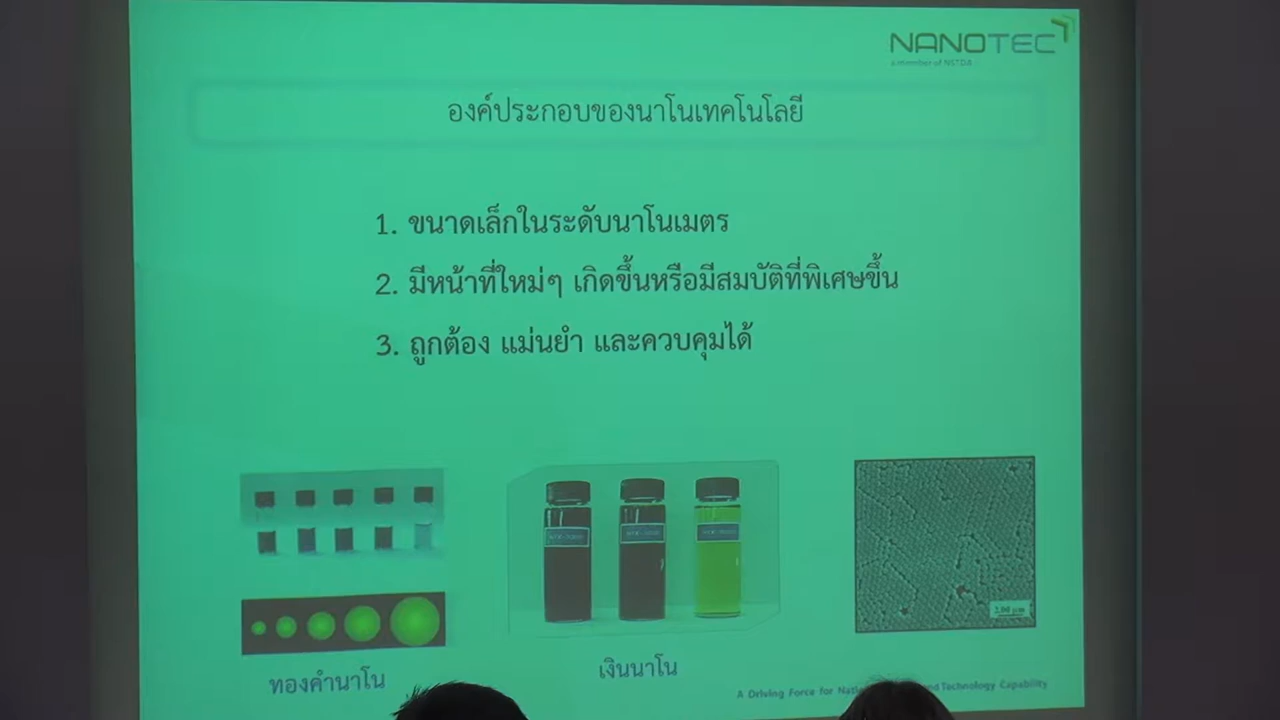 NANOTEC
a member of NSTDA
องค์ประกอบของนาโนเทคโนโลยี
1. ขนาดเล็กในระดับนาโนเมตร
2. มีหน้าที่ใหม่ๆ เกิดขึ้นหรือมีสมบัติที่พิเศษขึ้น
3. ถูกต้อง แม่นยำ และควบคุมได้
2.00 µm
ทองคำนาโน
เงินนาโน
A Driving Force for Technology Capability